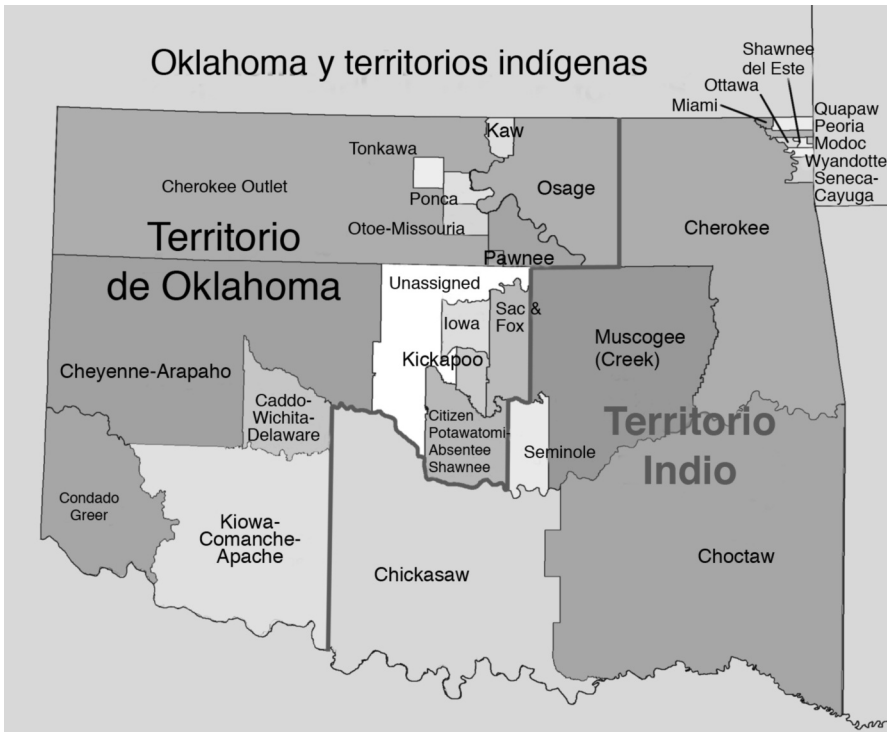 Oklahoma y territorios indígenas
Shawnee
del Este
Ottawa
Miami
Quapaw
Peoria
Modoc
Wyandotte
Seneca-
Cayuga
Kaw
Tonkawa
Cherokee Outlet
Osage
Ponca
Otoe-Missouria
Cherokee
Territorio
de Oklahoma
Pawnee
Unassigned
Sac &
Fox
Iowa
Muscogee
(Creek)
Kickapoo
Cheyenne-Arapaho
Caddo-
Wichita-
Delaware
Citizen
Potawatomi-
Absentee
Shawnee
Territorio
Indio
Seminole
Condado
Greer
Kiowa-
Comanche-
Apache
Chickasaw
Choctaw